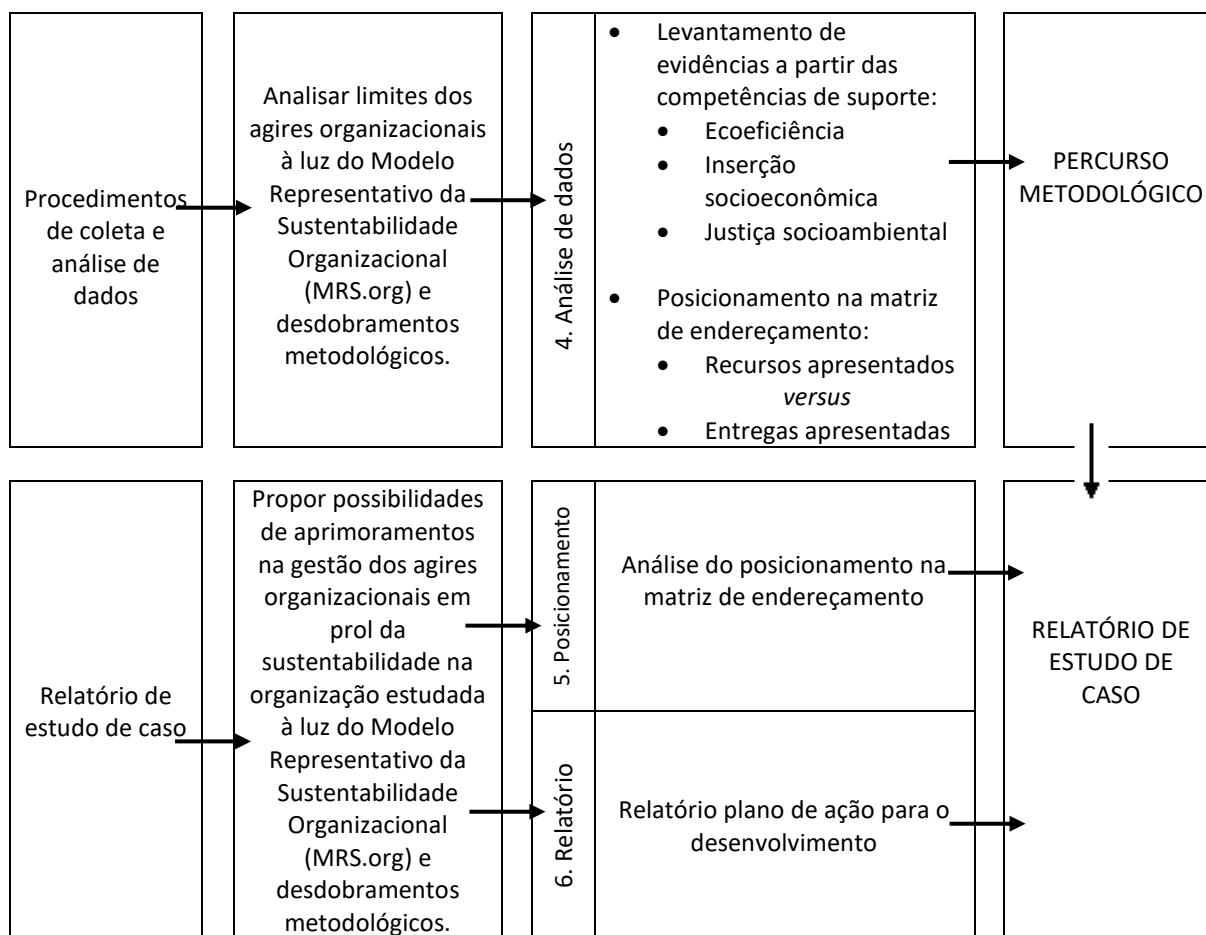 Procedimentos
de coleta e
análise de
dados
Analisar limites dos
agires organizacionais
à luz do Modelo
Representativo da
Sustentabilidade
Organizacional
(MRS.org) e
desdobramentos
metodológicos.
4. Análise de dados
• Levantamento de
evidências a partir das
competências de suporte:
• Ecoeficiência
• Inserção
socioeconômica
• Justiça socioambiental
• Posicionamento na matriz
de endereçamento:
• Recursos apresentados
versus
• Entregas apresentadas
PERCURSO
METODOLÓGICO
Relatório de
estudo de caso
Propor possibilidades
de aprimoramentos
na gestão dos agires
organizacionais em
prol da
sustentabilidade na
organização estudada
à luz do Modelo
Representativo da
Sustentabilidade
Organizacional
(MRS.org) e
desdobramentos
metodológicos.
5. Posicionamento
Análise do posicionamento na
matriz de endereçamento
6. Relatório
Relatório plano de ação para o
desenvolvimento
RELATÓRIO DE
ESTUDO DE
CASO